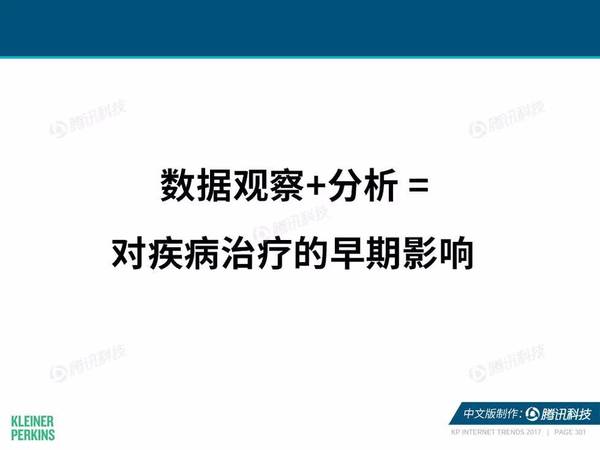 腾讯科技
腾讯科技
数据观察+分析 =
腾讯科技
对疾病治疗的早期影响
腾讯科技
腾讯科技
KLEINER
PERKINS
中文版制作：腾讯科技
KP INTERNET TRENDS 2017 | PAGE 301